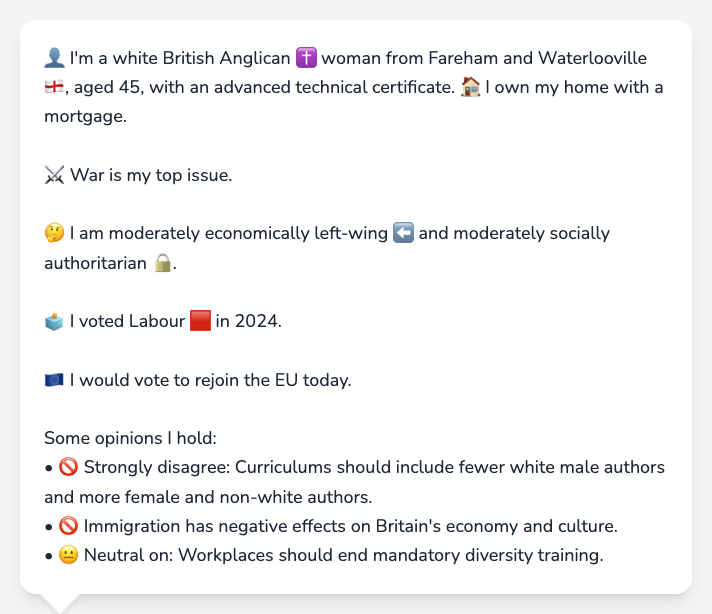 👤 I'm a white British Anglican ✝️ woman from Fareham and Waterlooville
🏴󠁧󠁢󠁥󠁮󠁧󠁿, aged 45, with an advanced technical certificate. 🏠 I own my home with a
mortgage.
⚔️ War is my top issue.
🤔 I am moderately economically left-wing ⬅️ and moderately socially
authoritarian 🔒.
🗳️ I voted Labour 🟥 in 2024.
🇪🇺 I would vote to rejoin the EU today.
Some opinions I hold:
• 🚫 Strongly disagree: Curriculums should include fewer white male authors
and more female and non-white authors.
• 🚫 Immigration has negative effects on Britain's economy and culture.
• 😐 Neutral on: Workplaces should end mandatory diversity training.